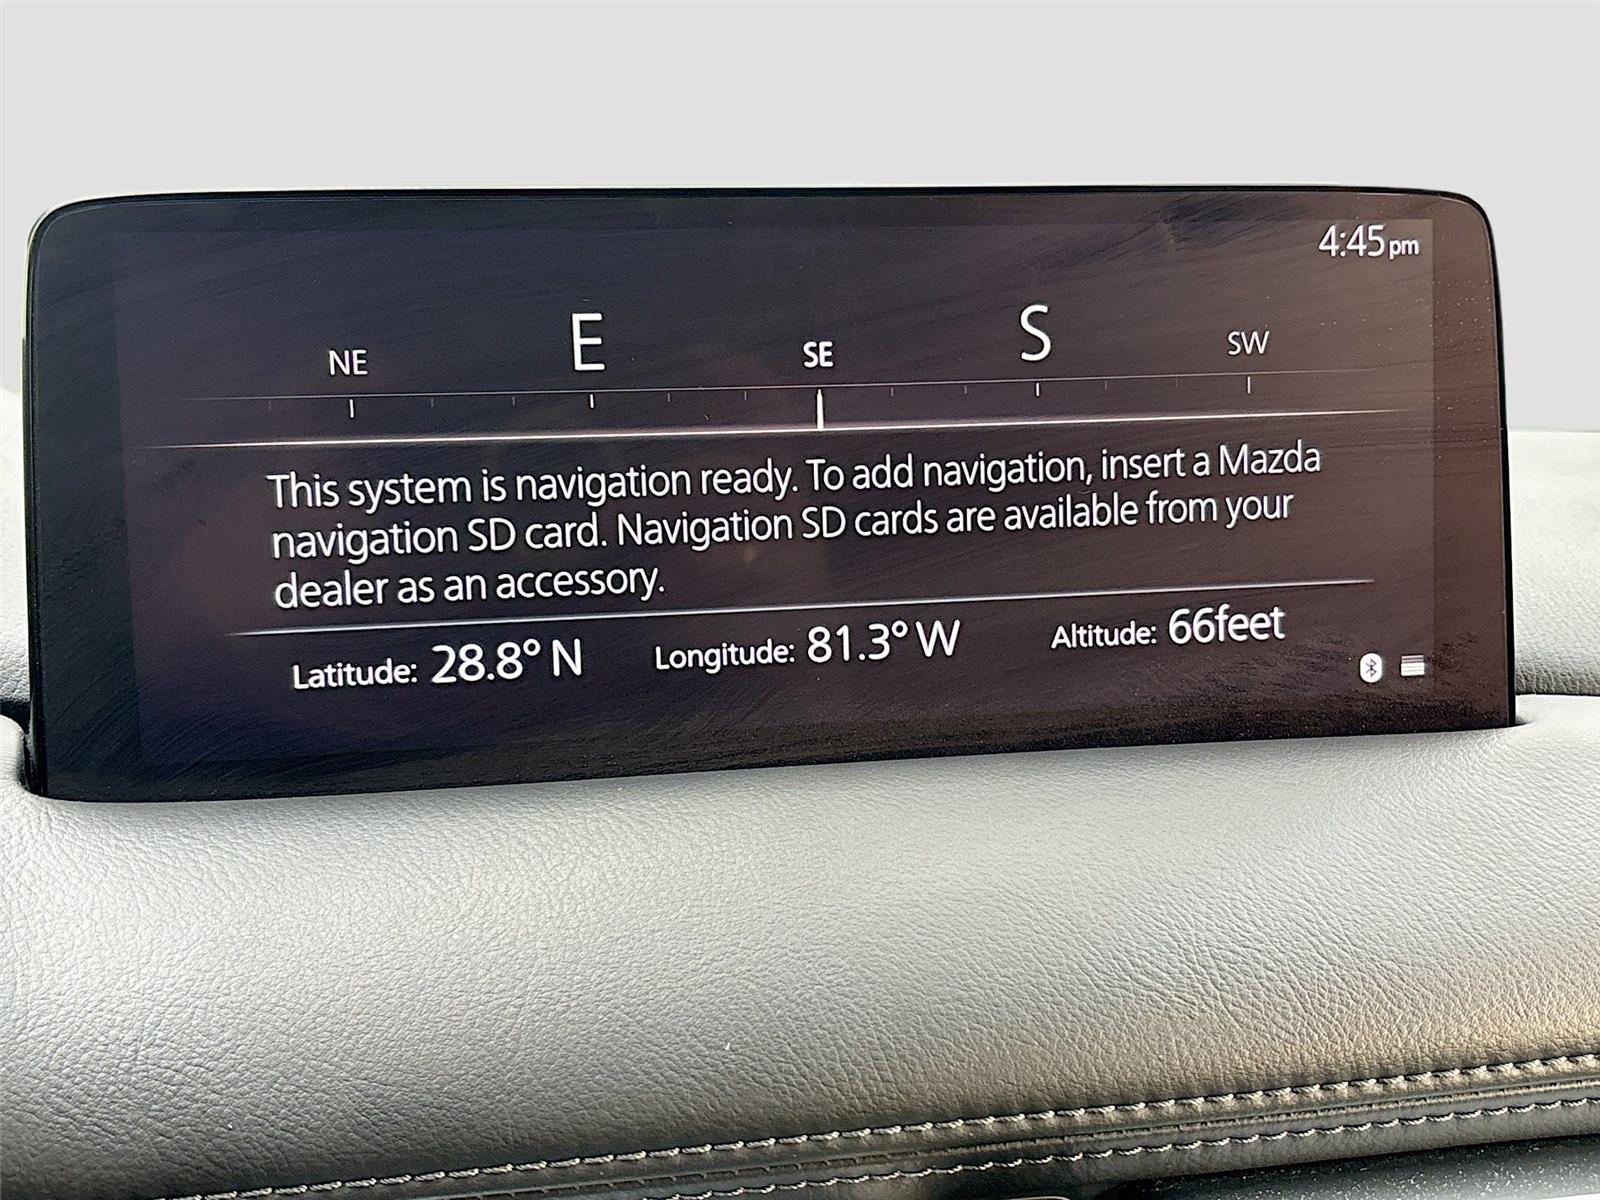 4:45pm
NE E SE S SW
This system is navigation ready. To add navigation, insert a Mazda
navigation SD card. Navigation SD cards are available from your
dealer as an accessory.
Latitude: 28.8° N Longitude: 81.3° W Altitude: 66feet